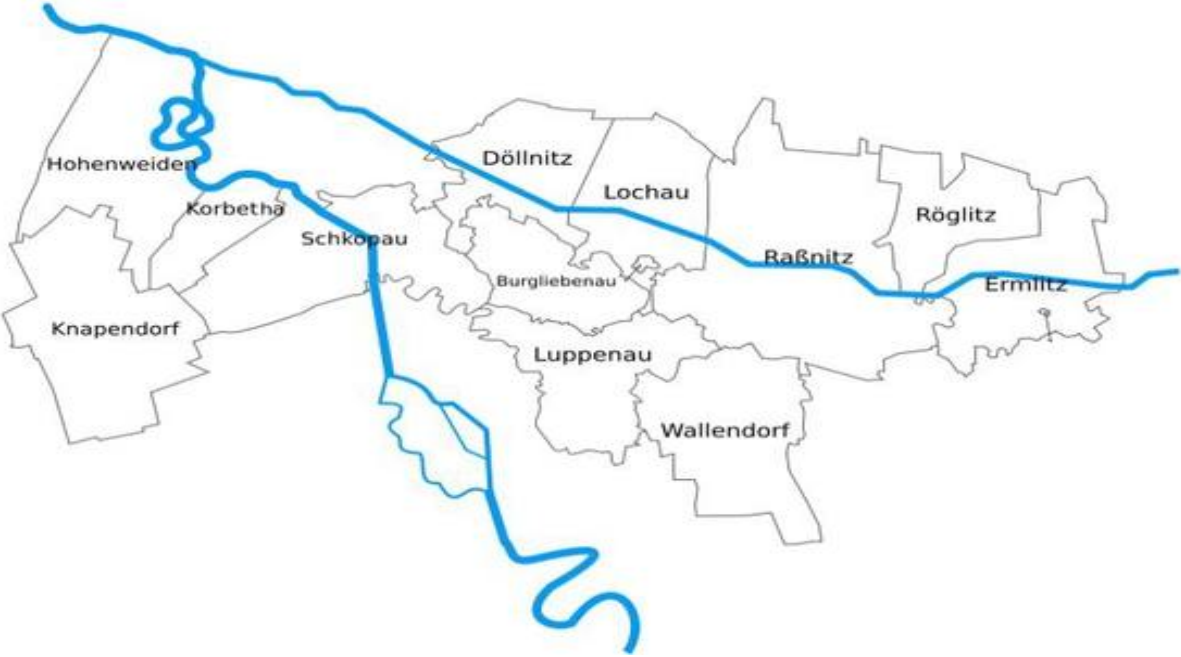 Döllnitz
Hohenweiden
Lochau
Korbetha
Röglitz
Schkopau
Raßnitz
Burgliebenau
Ermlitz
Knapendorf
Luppenau
Wallendorf